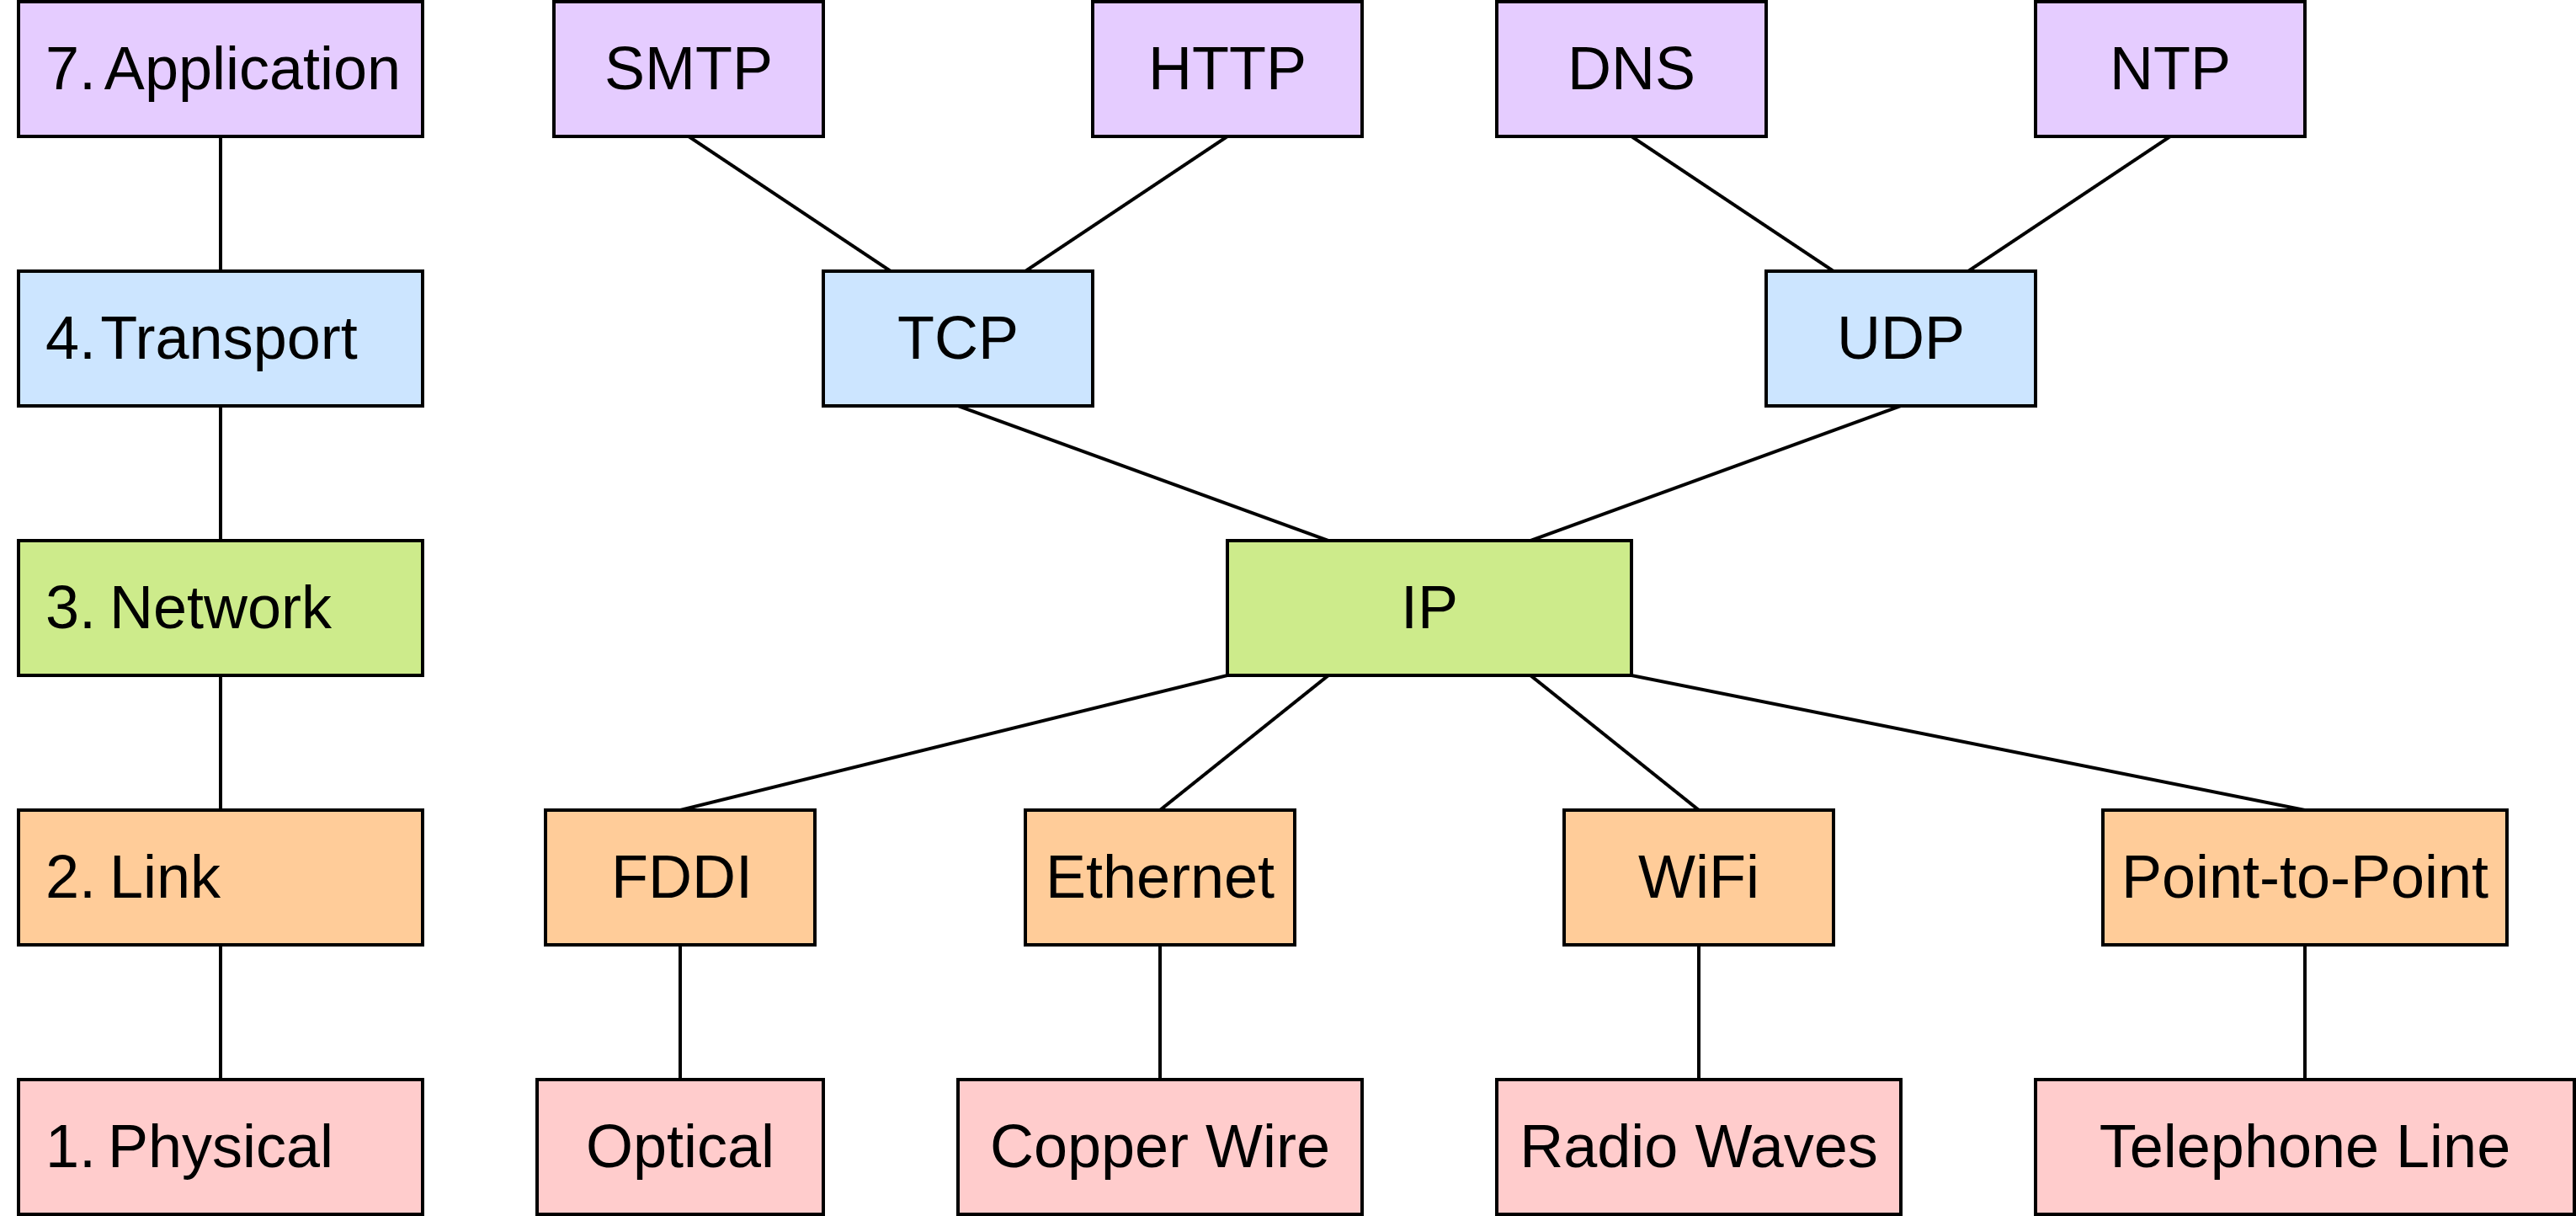 7. Application
SMTP
HTTP
DNS
NTP
4. Transport
TCP
UDP
3. Network
IP
2. Link
FDDI
Ethernet
WiFi
Point-to-Point
1. Physical
Optical
Copper Wire
Radio Waves
Telephone Line